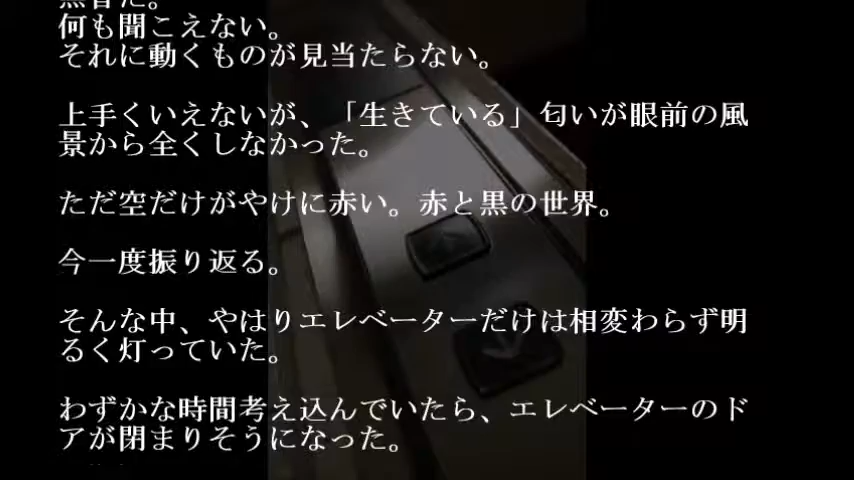 無音だ。
何も聞こえない。
それに動くものが見当たらない。
上手くいえないが、「生きている」匂いが眼前の風
景から全くしなかった。
ただ空だけがやけに赤い。赤と黒の世界。
今一度振り返る。
そんな中、やはりエレベーターだけは相変わらず明
るく灯っていた。
わずかな時間考え込んでいたら、エレベーターのド
アが閉まりそうになった。